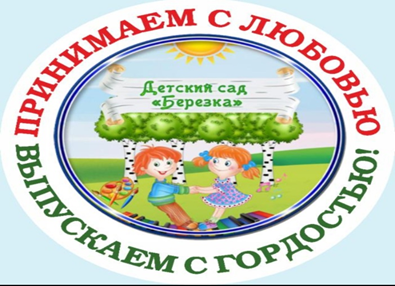 ПРИНИМАЕМ С ЛЮБОВЬЮ
Детский сад
«Березка»
ВЫПУСКАЕМ С ГОРДОСТЬЮ!